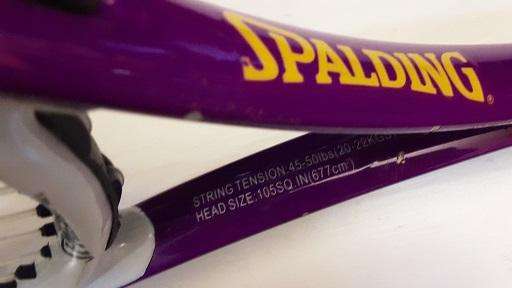 SPALDING®
STRING TENSION:45-50lbs(20-22KGS
HEAD SIZE:105SQ.IN(677cm²)